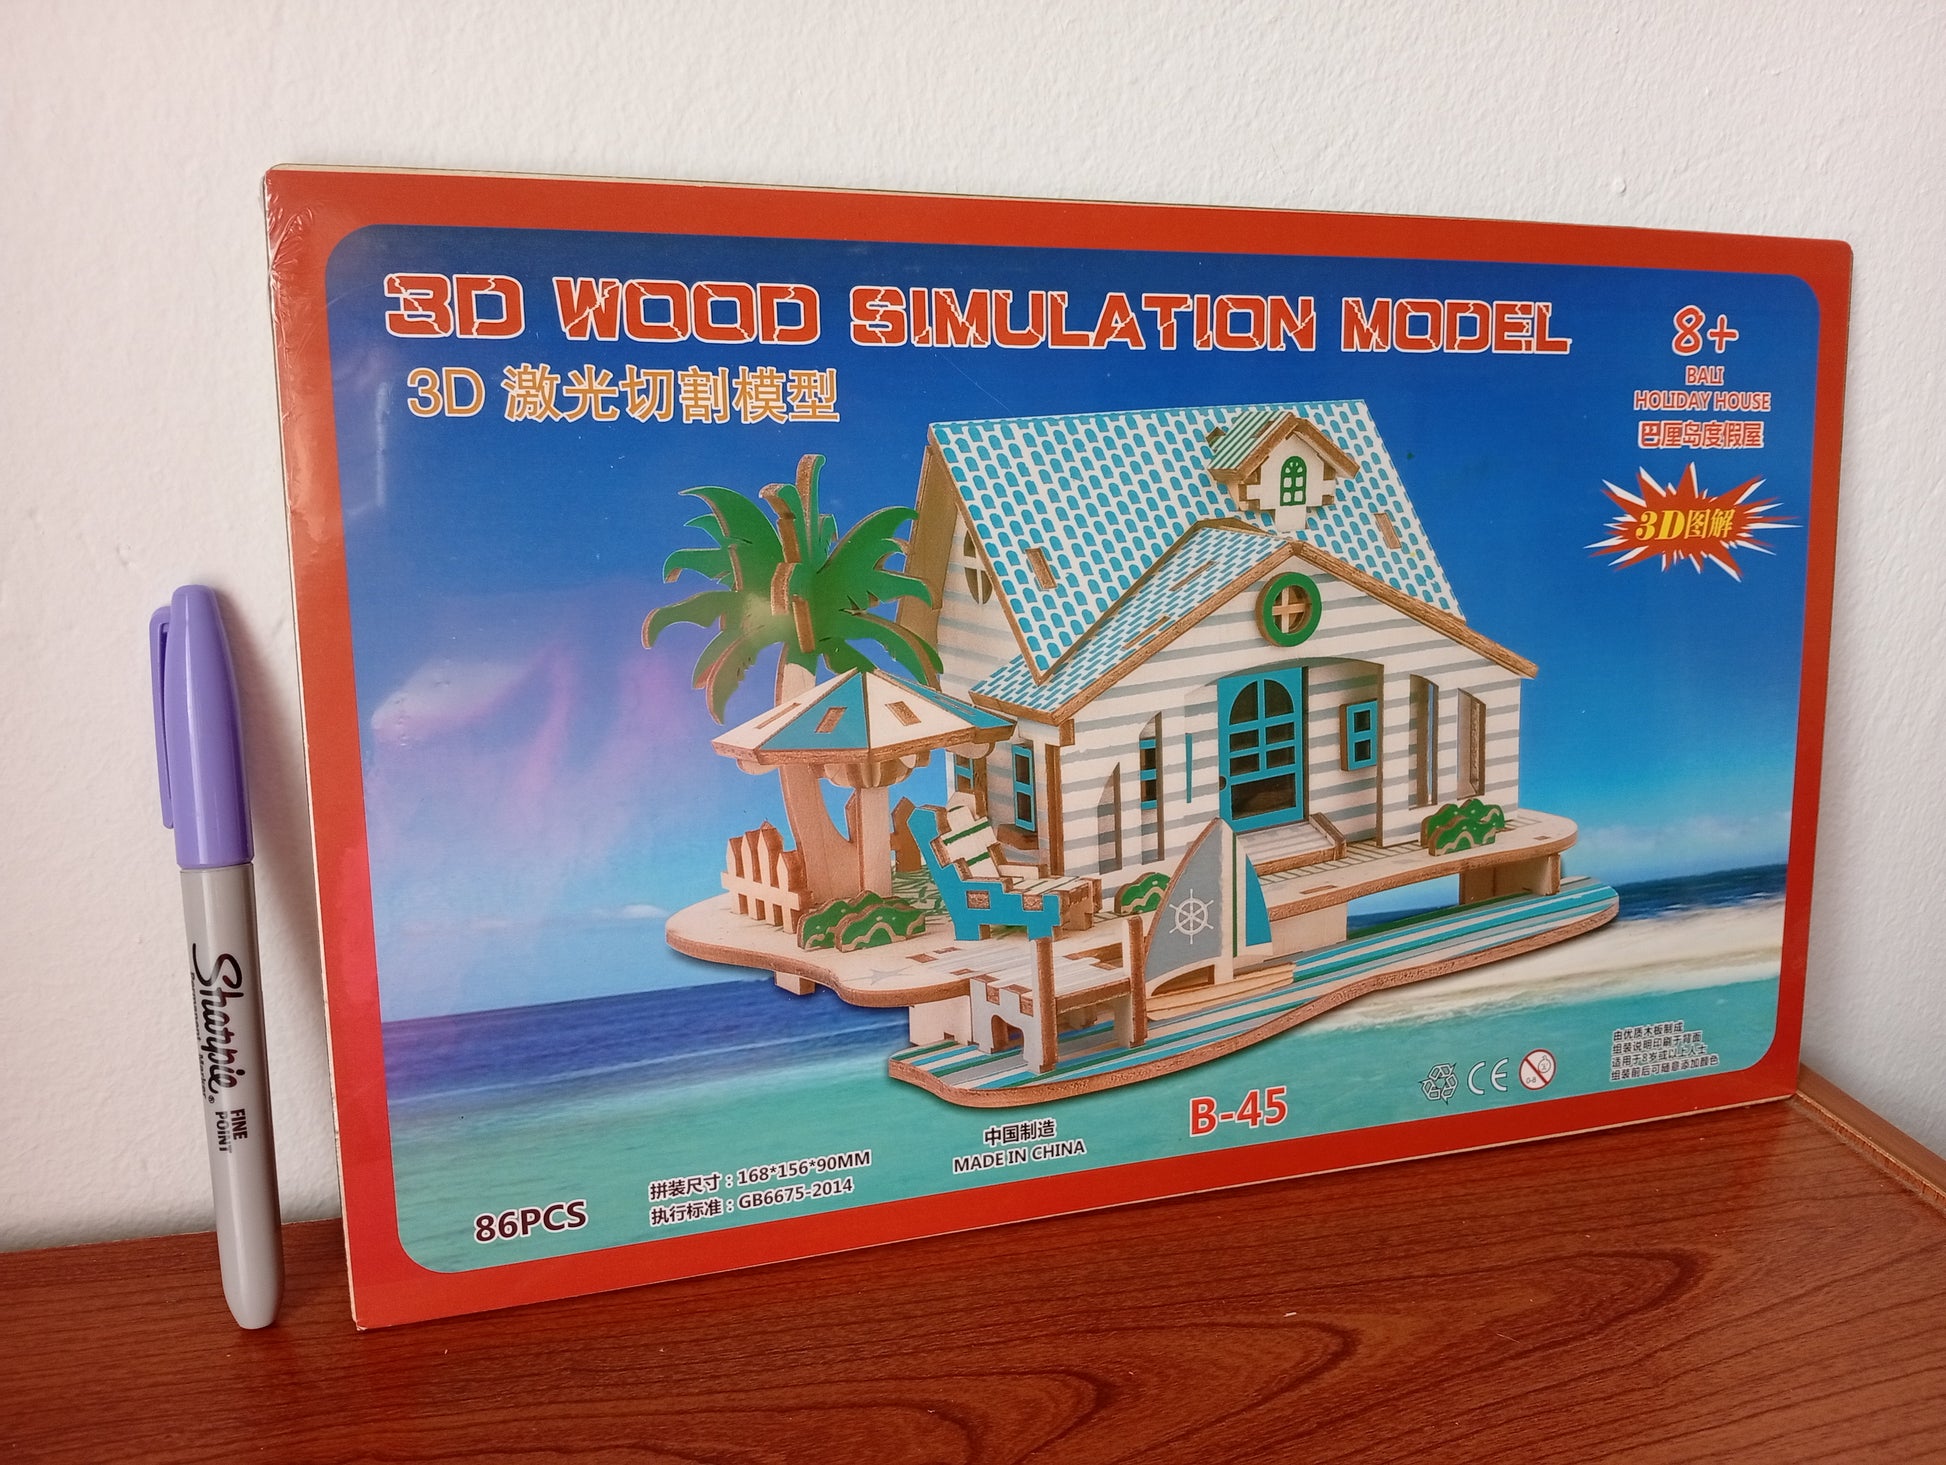 3D WOOD SIMULATION MODEL
3D 激光切割模型
8+
BALI
HOLIDAY HOUSE
巴厘岛度假屋
3D图解
Sharpie®
Permanent Marker
FINE
POINT
86PCS
拼装尺寸：168*156*90MM
执行标准：GB6675-2014
中国制造
MADE IN CHINA
B-45
CE
0-8
由优质木板制成
组装说明印刷于背面
适用于8岁或以上人士
组装前后可随意添加颜色